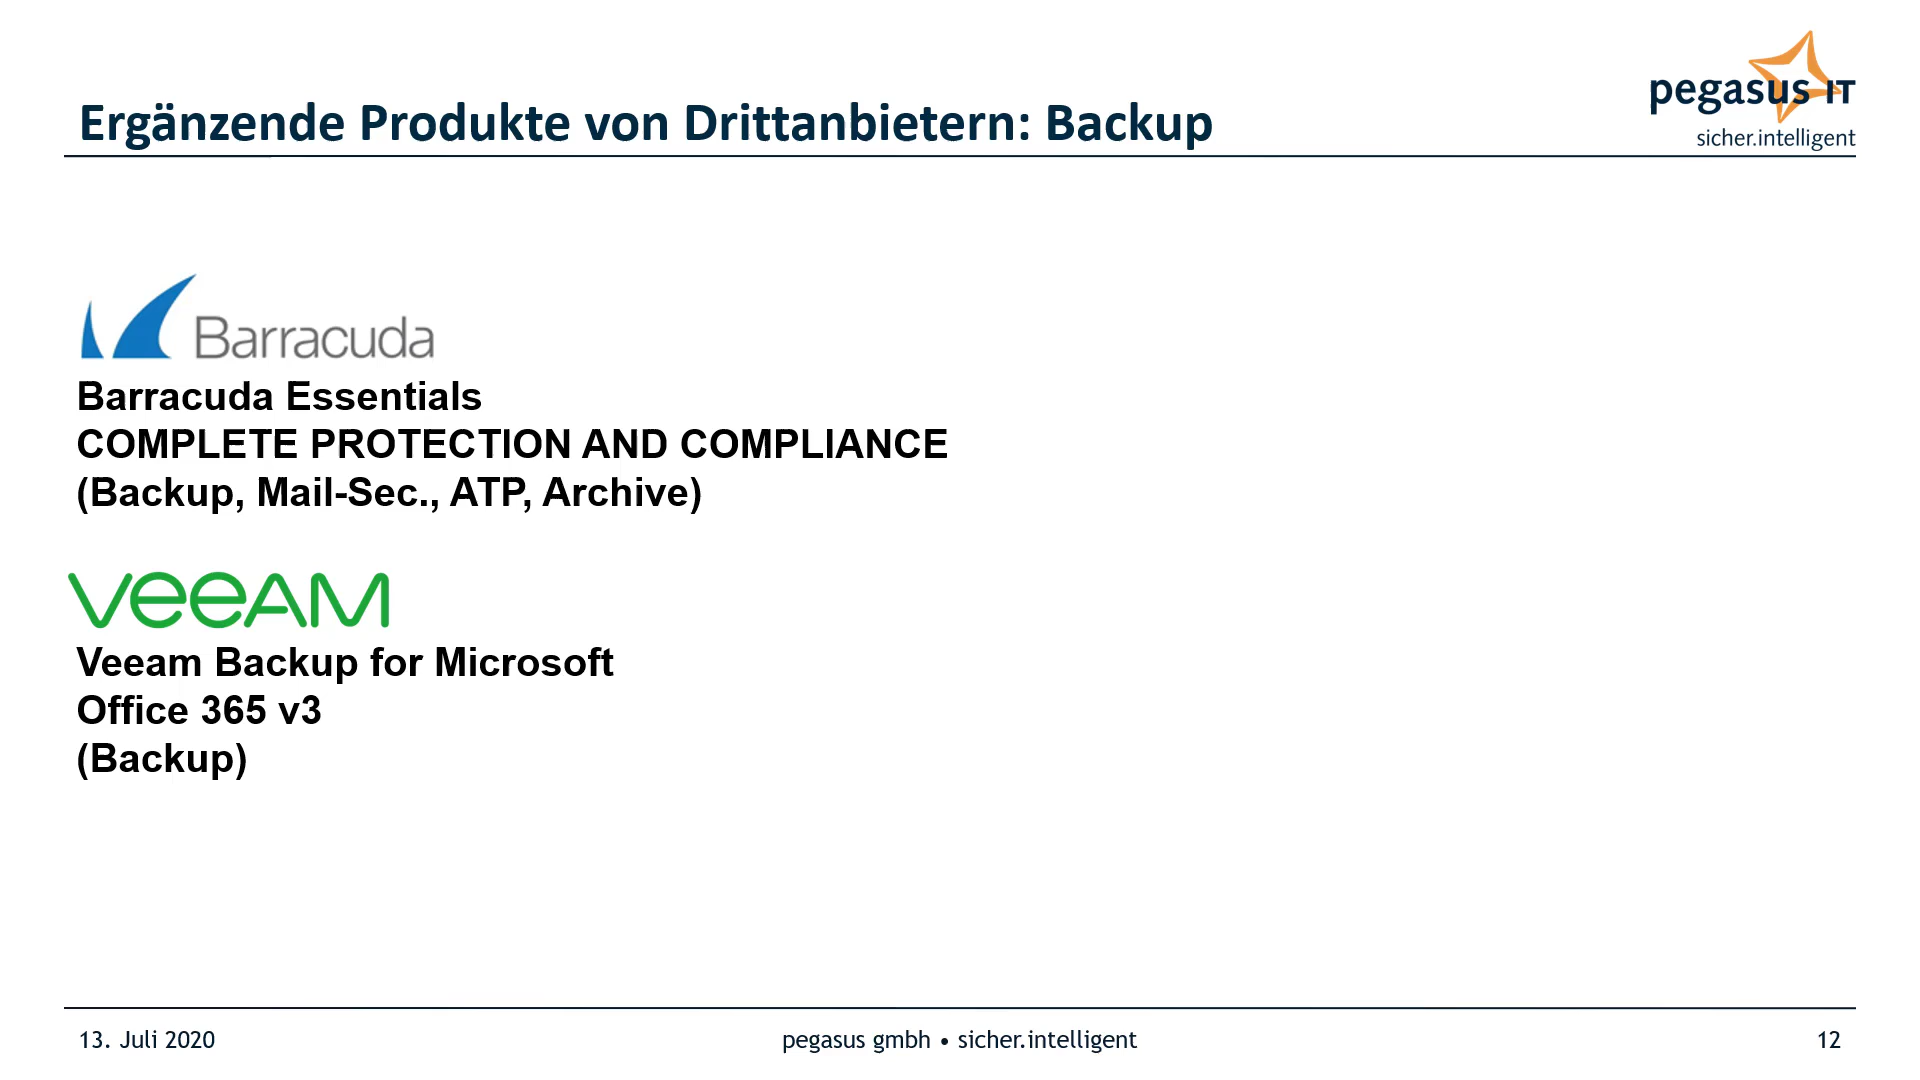 Ergänzende Produkte von Drittanbietern: Backup
pegasus IT
sicher.intelligent
Barracuda
Barracuda Essentials
COMPLETE PROTECTION AND COMPLIANCE
(Backup, Mail-Sec., ATP, Archive)
veeAM
Veeam Backup for Microsoft
Office 365 v3
(Backup)
13. Juli 2020
pegasus gmbh • sicher.intelligent
12